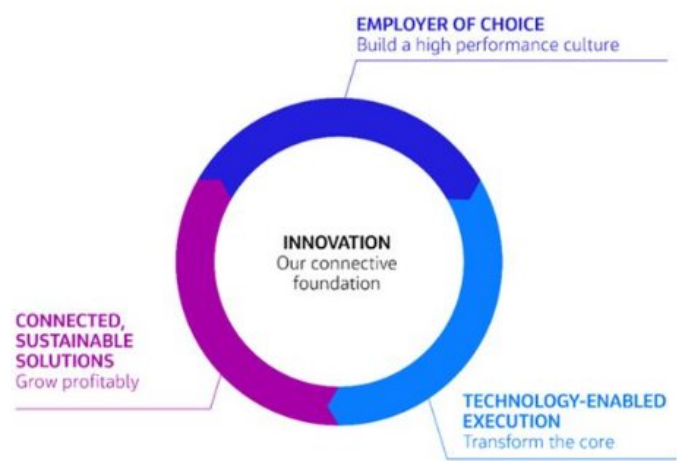 EMPLOYER OF CHOICE
Build a high performance culture
INNOVATION
Our connective
foundation
CONNECTED,
SUSTAINABLE
SOLUTIONS
Grow profitably
TECHNOLOGY-ENABLED
EXECUTION
Transform the core